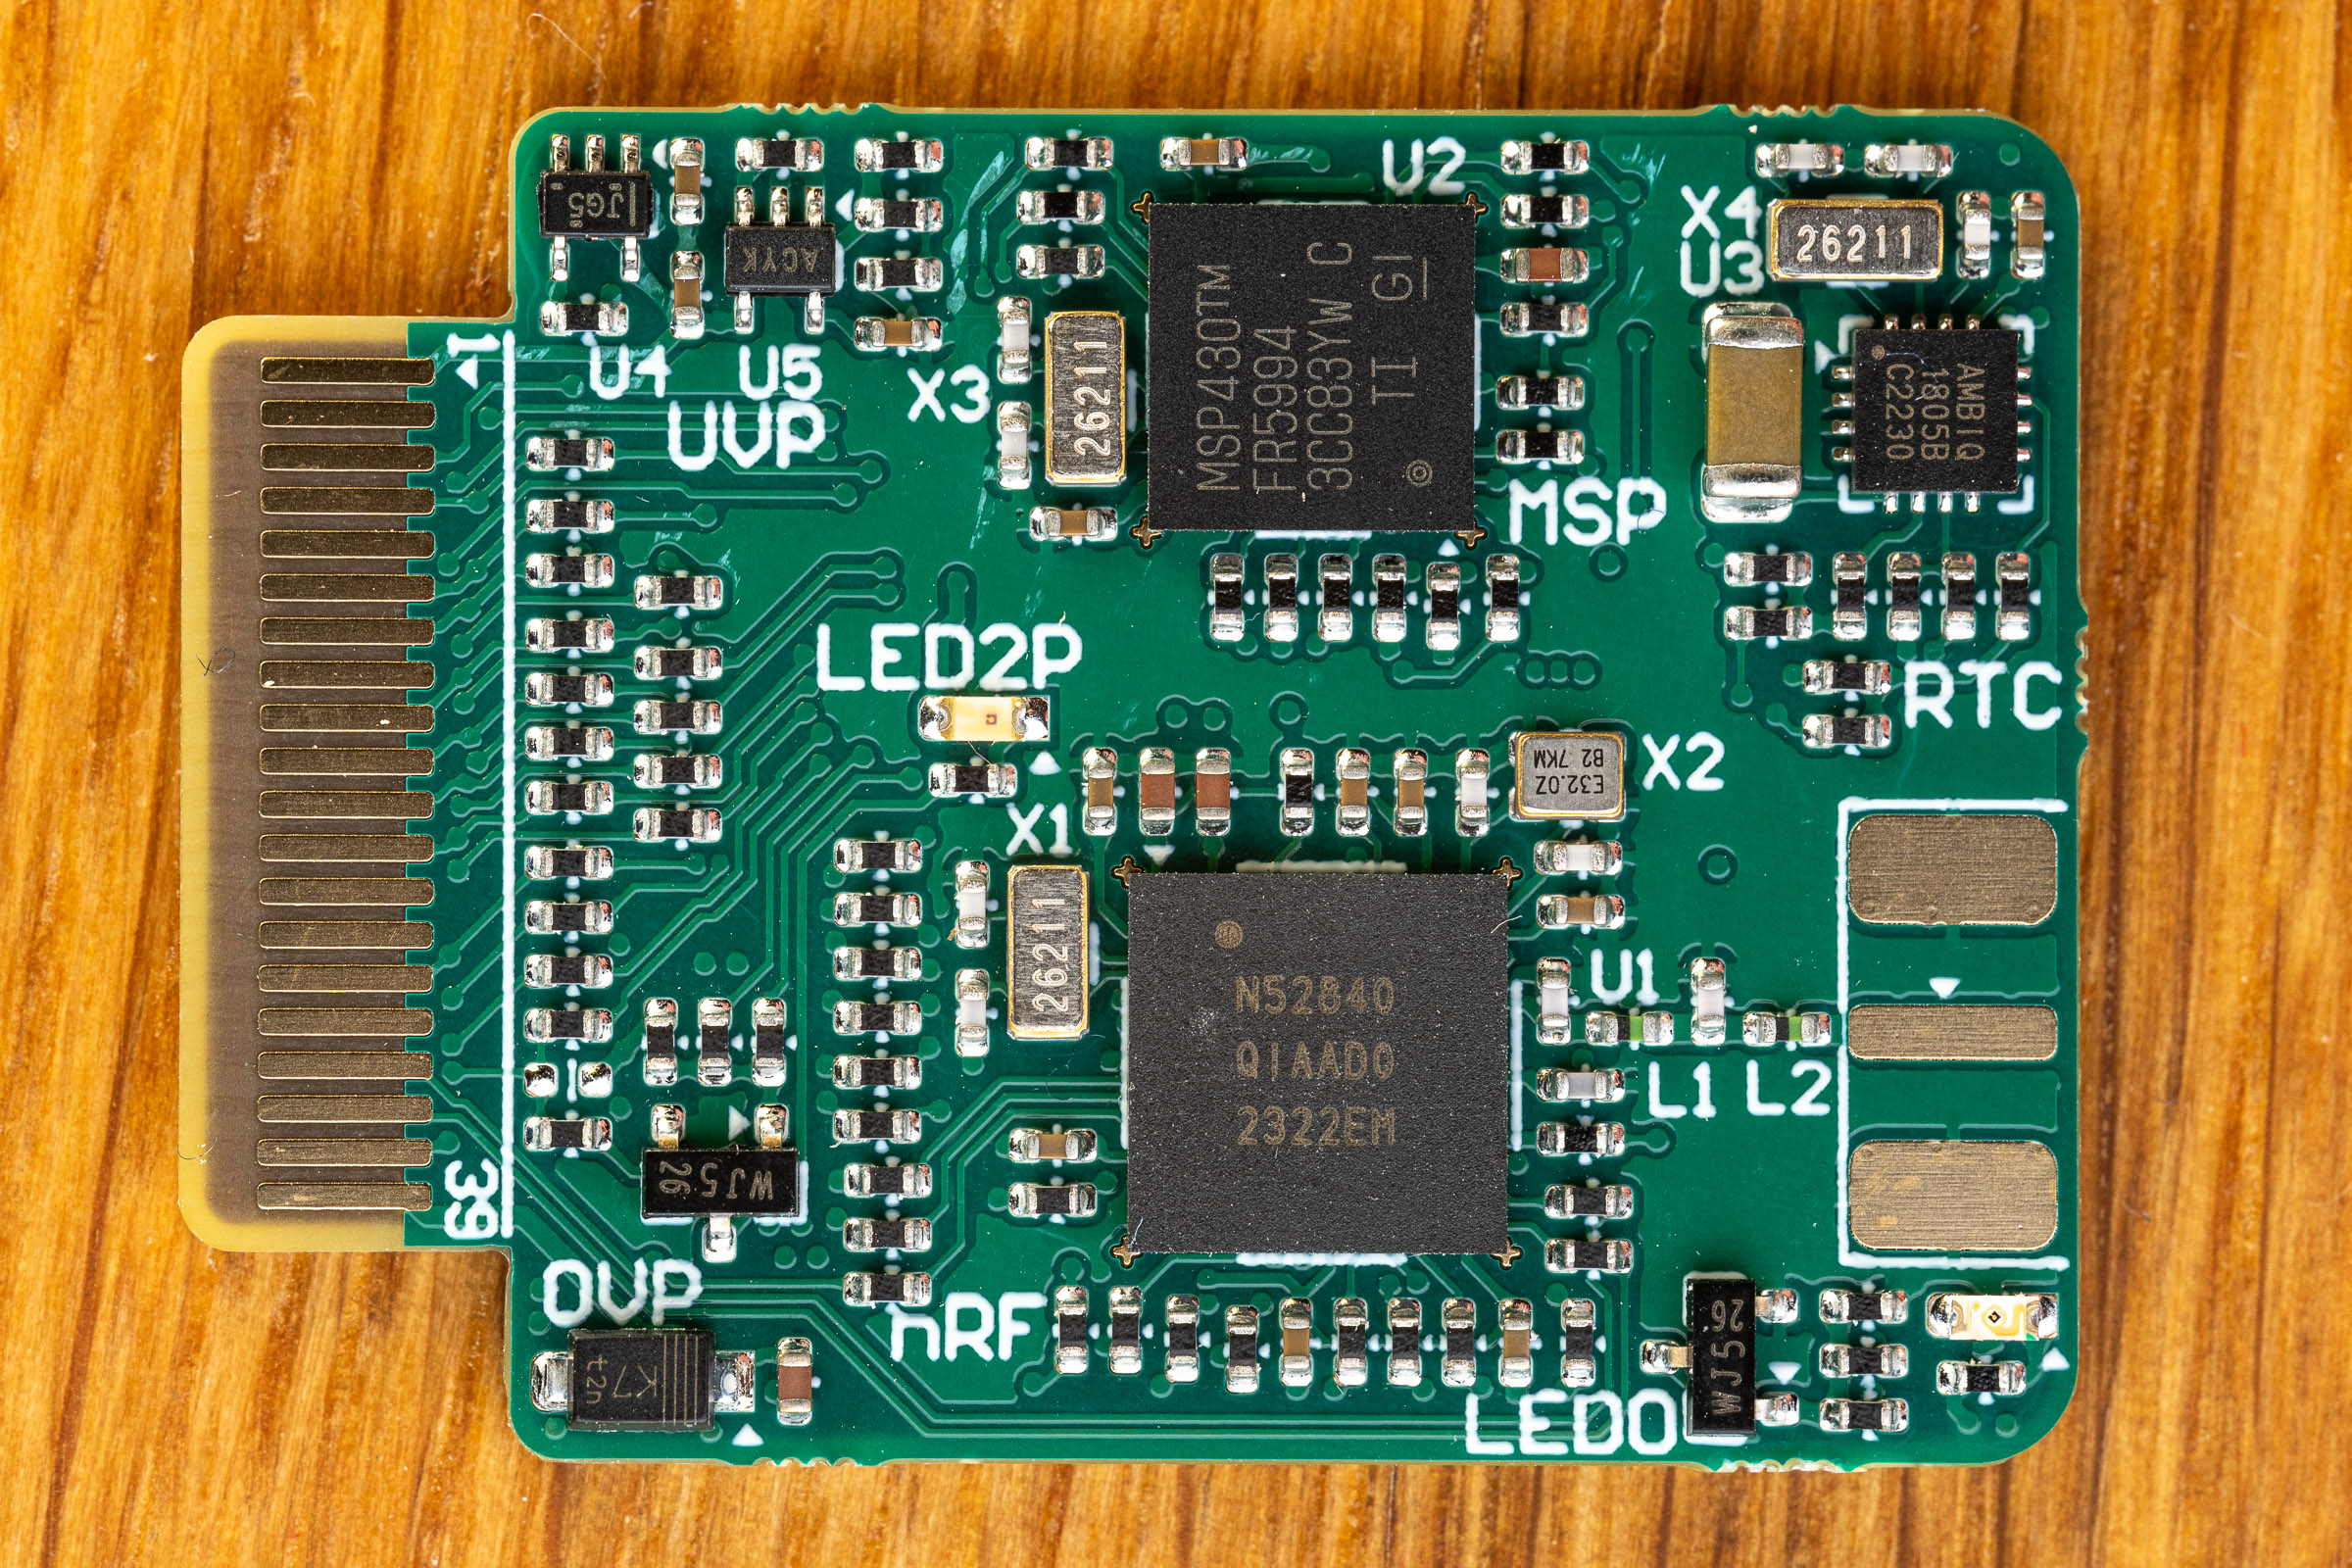 JG5
ACYK
U4
U5
UVP
1
39
X3
26211
U2
MSP430TM
FR5994
3CC83YW C
TI GI
MSP
X4
U3
26211
AMBIQ
1805B
C2230
RTC
LED2P
X1
26211
E32.0Z
B2 7KM
X2
N52840
QIAAD0
2322EM
U1
L1
L2
WJ5
26
OVP
K7
t2n
nRF
LED0
WJ5
26